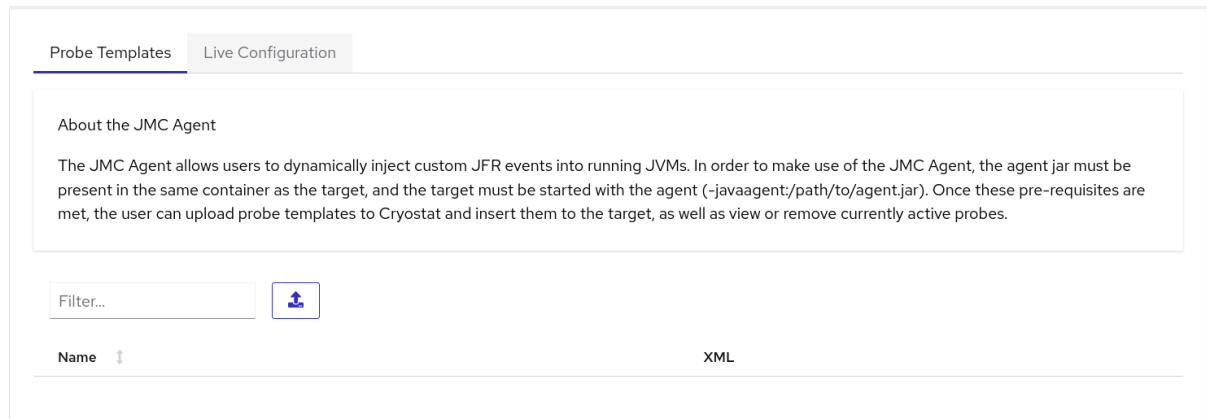 Probe Templates
Live Configuration
About the JMC Agent
The JMC Agent allows users to dynamically inject custom JFR events into running JVMs. In order to make use of the JMC Agent, the agent jar must be
present in the same container as the target, and the target must be started with the agent (-javaagent:/path/to/agent.jar). Once these pre-requisites are
met, the user can upload probe templates to Cryostat and insert them to the target, as well as view or remove currently active probes.
Filter...
Name
XML